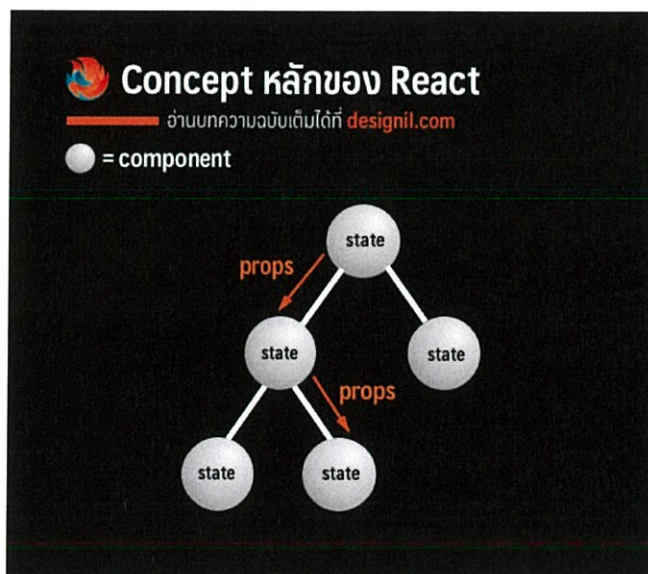 Concept หลักของ React
อ่านบทความฉบับเต็มได้ที่ designil.com
= component
state
props
state
state
props
state
state